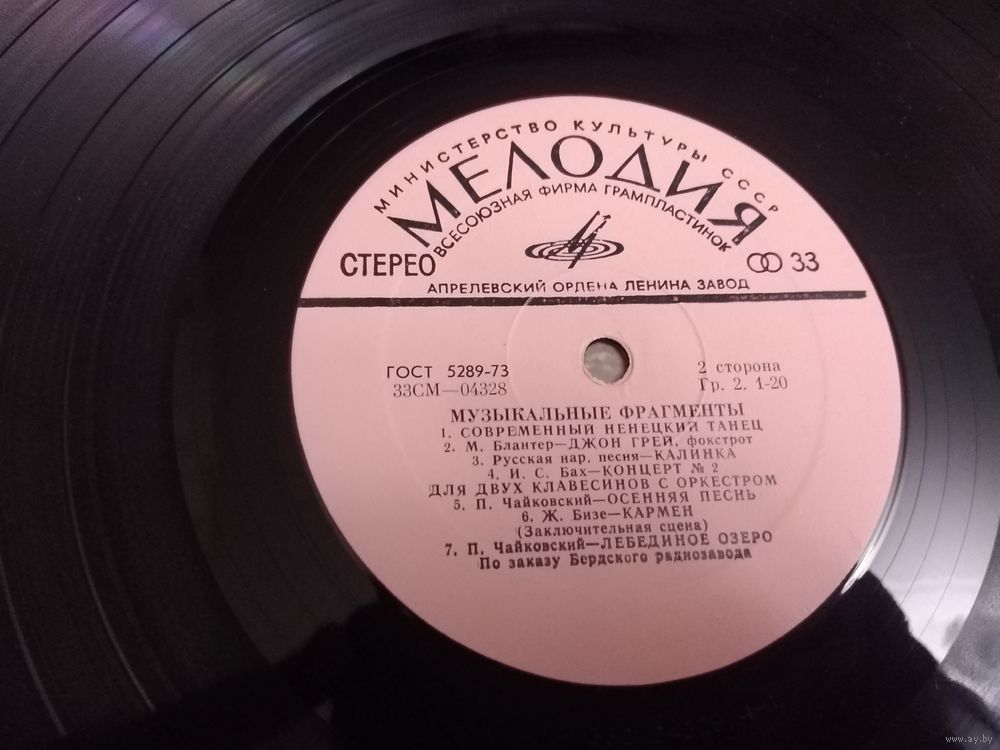 МИНИСТЕРСТВО КУЛЬТУРЫ СССР
МЕЛОДИЯ
ВСЕСОЮЗНАЯ ФИРМА ГРАМПЛАСТИНОК
СТЕРЕО
33
АПРЕЛЕВСКИЙ ОРДЕНА ЛЕНИНА ЗАВОД
ГОСТ 5289-73
33СМ—04328
2 сторона
Гр. 2. 1-20
МУЗЫКАЛЬНЫЕ ФРАГМЕНТЫ
1. СОВРЕМЕННЫЙ НЕНЕЦКИЙ ТАНЕЦ
2. М. Блантер—ДЖОН ГРЕЙ, фокстрот
3. Русская нар. песня—КАЛИНКА
4. И. С. Бах—КОНЦЕРТ № 2
ДЛЯ ДВУХ КЛАВЕСИНОВ С ОРКЕСТРОМ
5. П. Чайковский—ОСЕННЯЯ ПЕСНЬ
6. Ж. Бизе—КАРМЕН
(Заключительная сцена)
7. П. Чайковский—ЛЕБЕДИНОЕ ОЗЕРО
По заказу Бердского радиозавода
www.ay.by